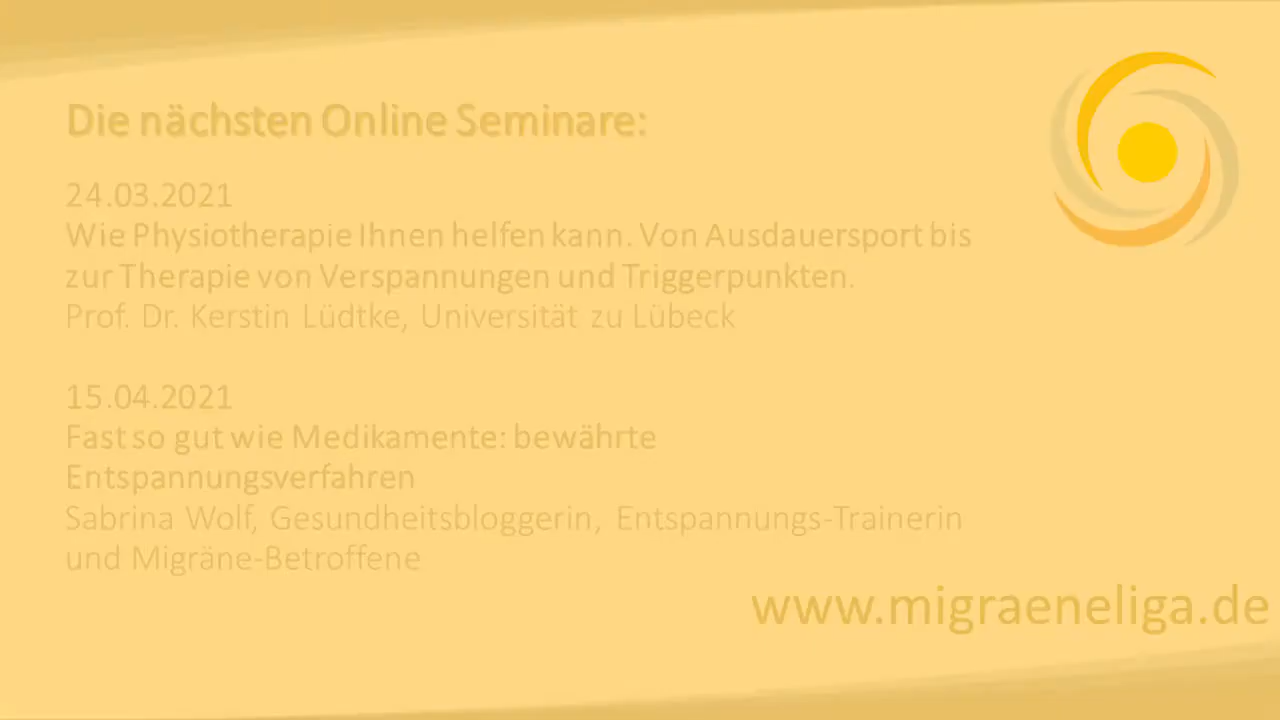 Die nächsten Online Seminare:
24.03.2021
Wie Physiotherapie Ihnen helfen kann. Von Ausdauersport bis
zur Therapie von Verspannungen und Triggerpunkten.
Prof. Dr. Kerstin Lüdtke, Universität zu Lübeck
15.04.2021
Fast so gut wie Medikamente: bewährte
Entspannungsverfahren
Sabrina Wolf, Gesundheitsbloggerin, Entspannungs-Trainerin
und Migräne-Betroffene
www.migraeneliga.de